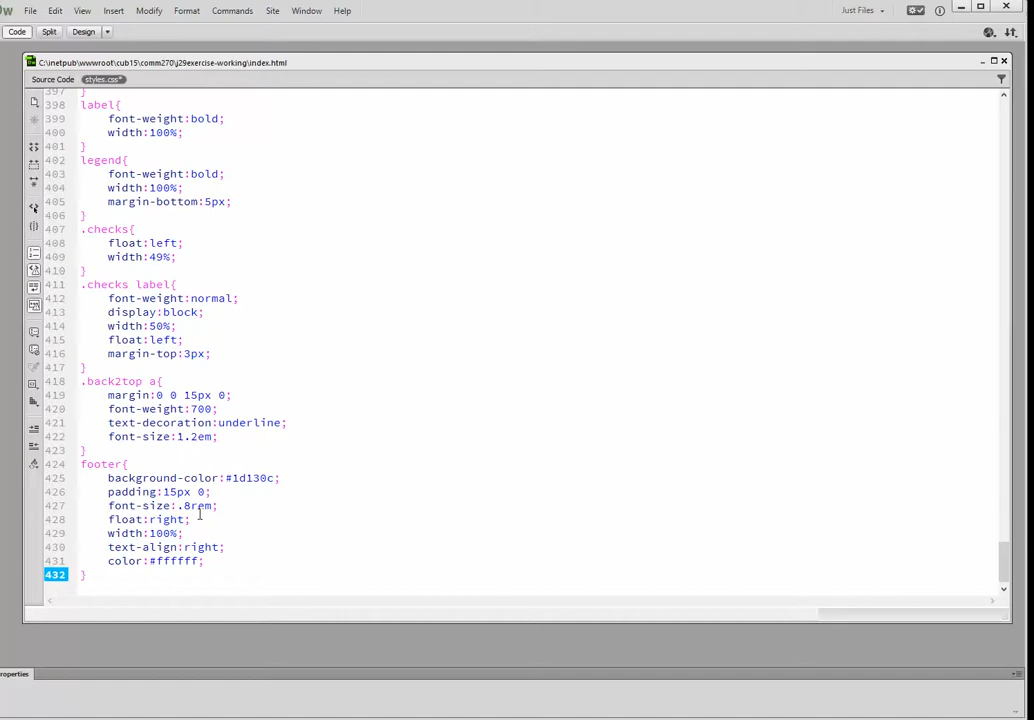 File Edit View Insert Modify Format Commands Site Window Help Just Files
Code Split Design
C:\inetpub\wwwroot\cub15\comm270\j29exercise-working\index.html
Source Code styles.css*
397 }
398 label{
399 font-weight:bold;
400 width:100%;
401 }
402 legend{
403 font-weight:bold;
404 width:100%;
405 margin-bottom:5px;
406 }
407 .checks{
408 float:left;
409 width:49%;
410 }
411 .checks label{
412 font-weight:normal;
413 display:block;
414 width:50%;
415 float:left;
416 margin-top:3px;
417 }
418 .back2top a{
419 margin:0 0 15px 0;
420 font-weight:700;
421 text-decoration:underline;
422 font-size:1.2em;
423 }
424 footer{
425 background-color:#1d130c;
426 padding:15px 0;
427 font-size:.8rem;
428 float:right;
429 width:100%;
430 text-align:right;
431 color:#ffffff;
432 }
roperties